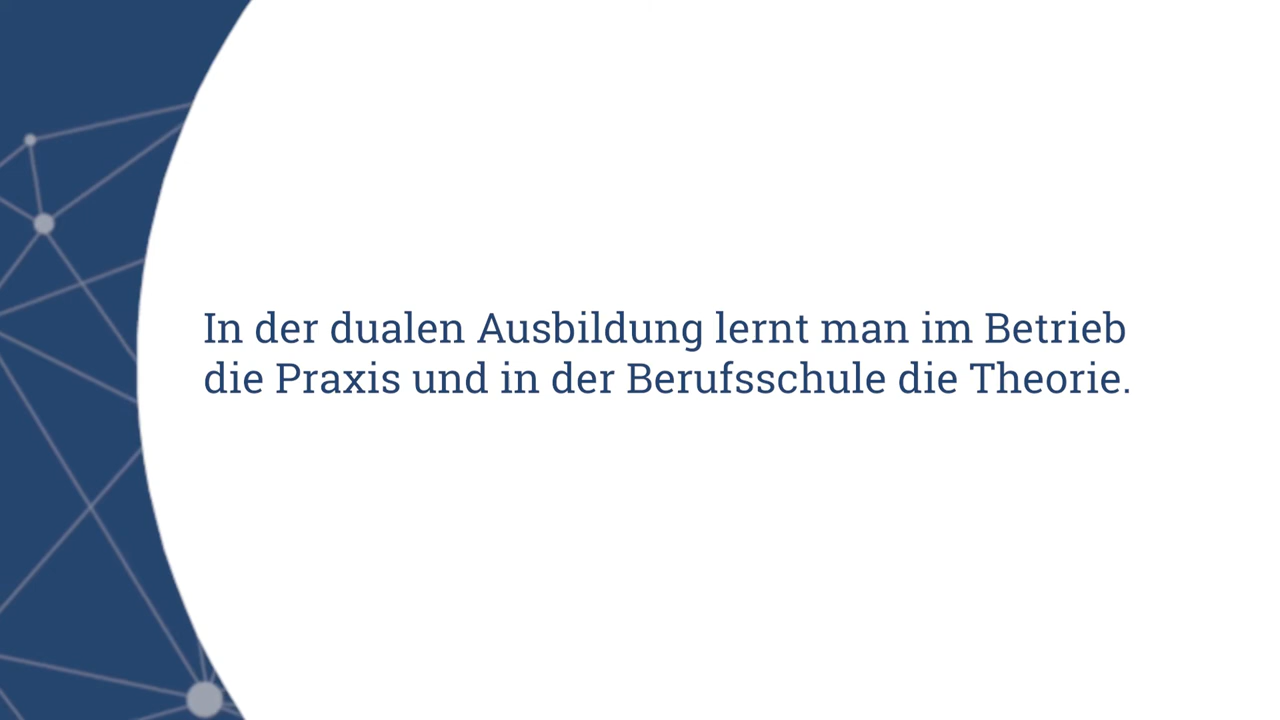 In der dualen Ausbildung lernt man im Betrieb
die Praxis und in der Berufsschule die Theorie.